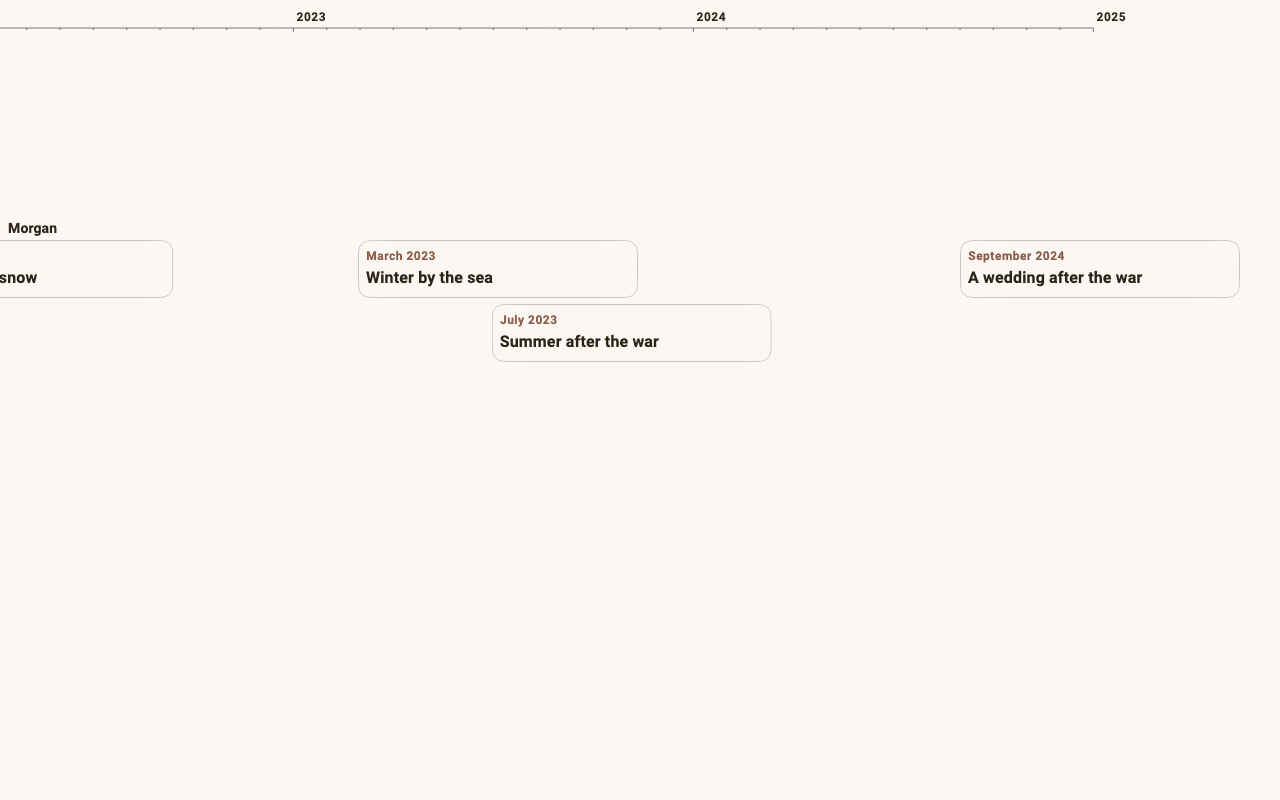 2023
2024
2025
Morgan
snow
March 2023
Winter by the sea
September 2024
A wedding after the war
July 2023
Summer after the war